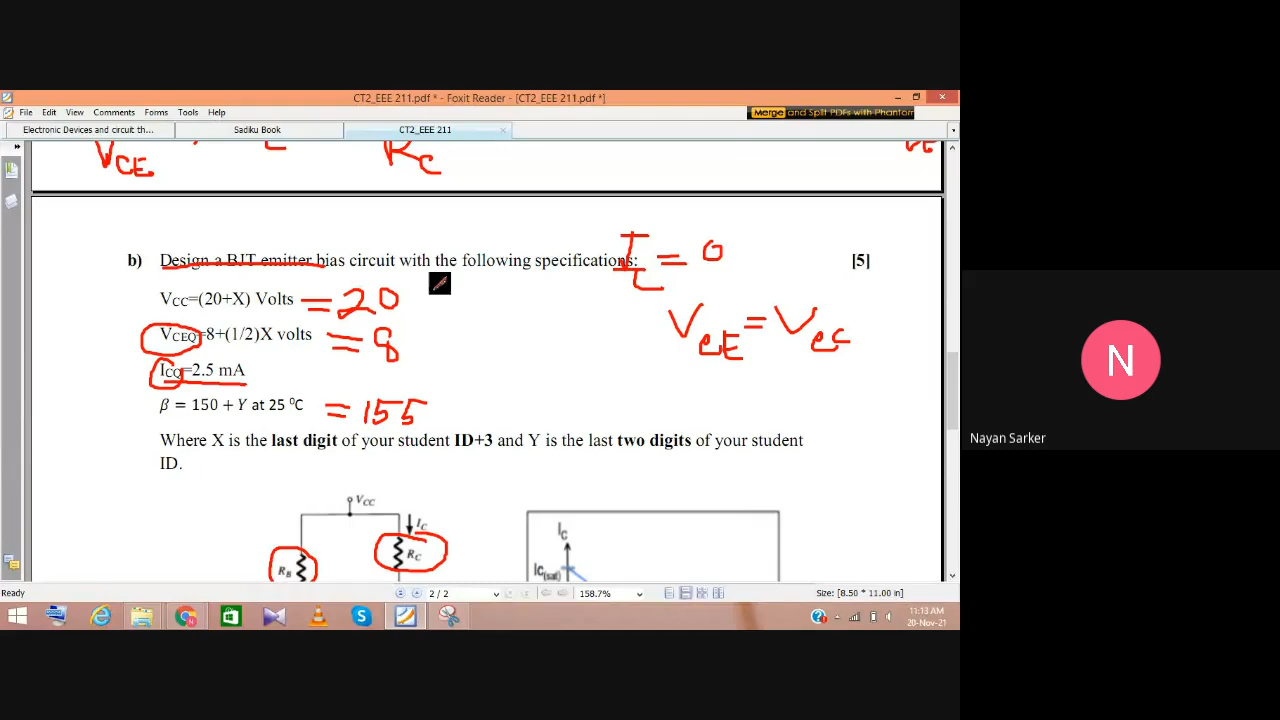 CT2_EEE 211.pdf * - Foxit Reader - [CT2_EEE 211.pdf *]
File Edit View Comments Forms Tools Help
Merge and Split PDFs with Phantom
Electronic Devices and circuit th...
Sadiku Book
CT2_EEE 211.pdf
VCE
RC
b) Design a BJT emitter bias circuit with the following specifications: [5]
IC = 0
VCC=(20+X) Volts = 20
VCEQ=8+(1/2)X volts = 8
VCE = VCC
ICQ=2.5 mA
β = 150 + Y at 25 ⁰C = 155
Where X is the last digit of your student ID+3 and Y is the last two digits of your student
ID.
Nayan Sarker
N
VCC
IC
RC
RB
IC
IC(sat)
Ready
2 / 2
158.7%
Size: [8.50 * 11.00 in]
11:13 AM
20-Nov-21